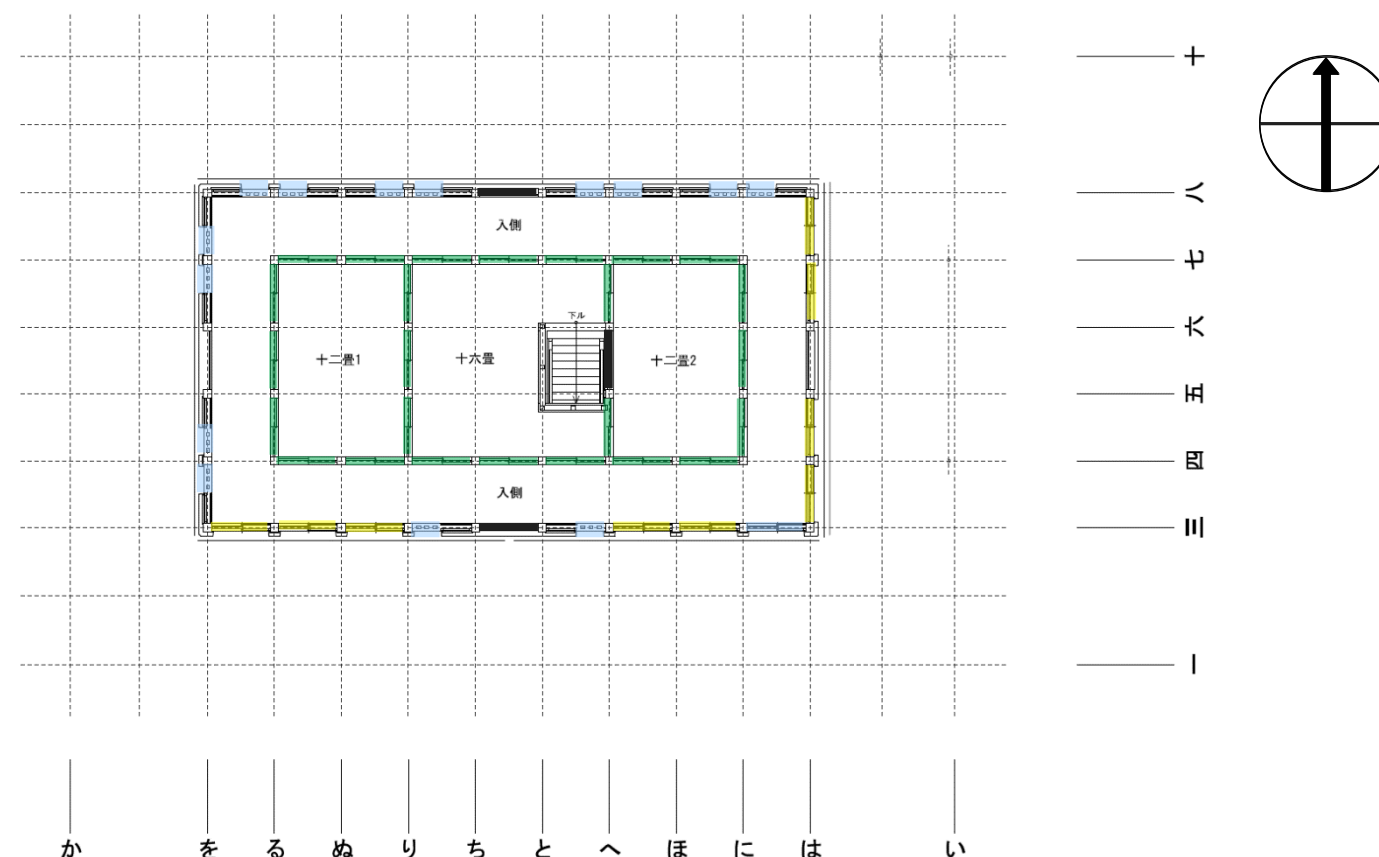 十
八
入側
七
下ル
六
十二畳1
十六畳
十二畳2
五
四
入側
三
一
か
を
る
ぬ
り
ち
と
へ
ほ
に
は
い